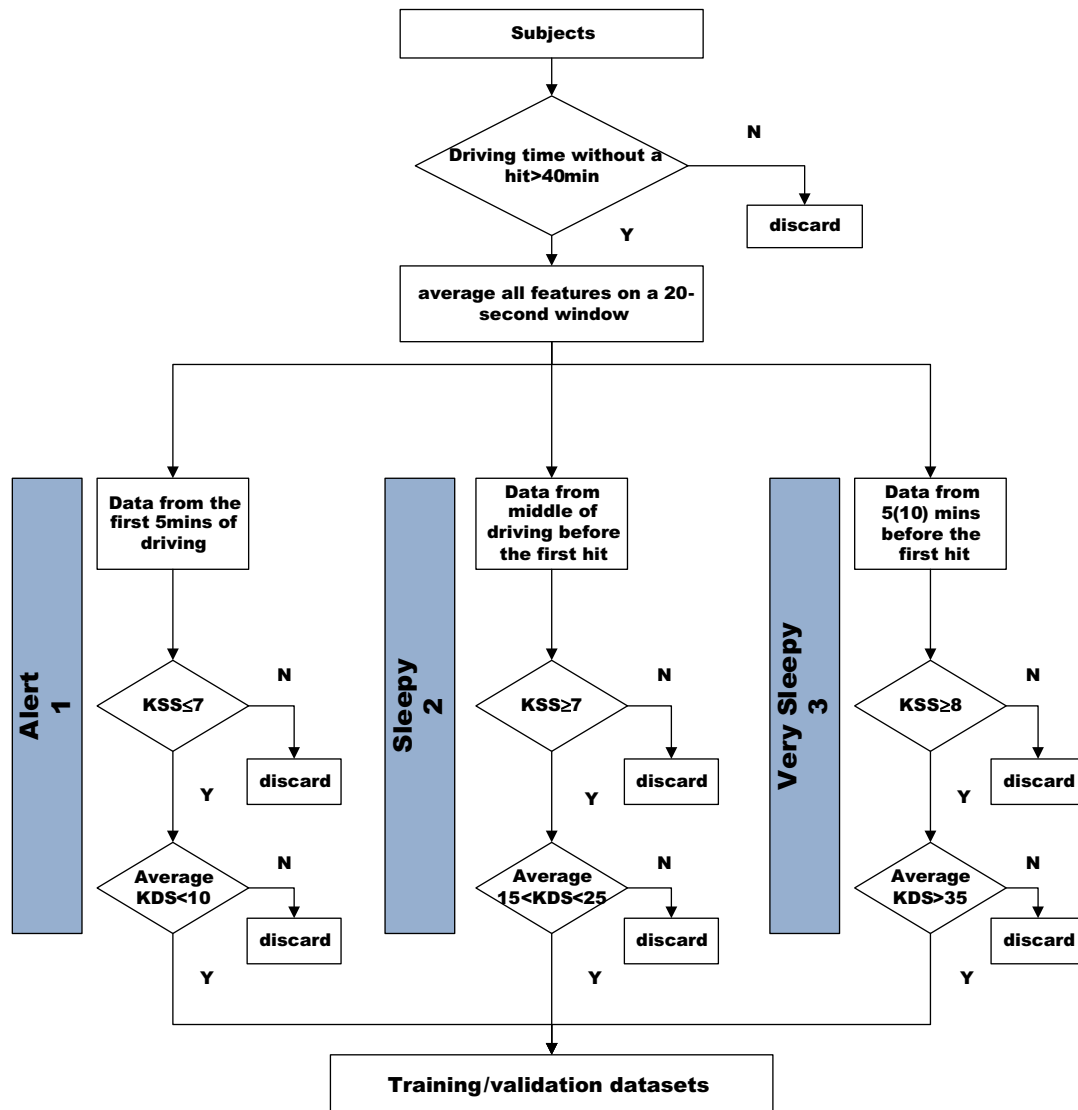 Subjects
N
Driving time without a
hit>40min
discard
Y
average all features on a 20-
second window
Alert
1
Data from the
first 5mins of
driving
KSS≤7
N
discard
Y
Average
KDS<10
N
discard
Y
Sleepy
2
Data from
middle of
driving before
the first hit
KSS≥7
N
discard
Y
Average
15<KDS<25
N
discard
Y
Very Sleepy
3
Data from
5(10) mins
before the
first hit
KSS≥8
N
discard
Y
Average
KDS>35
N
discard
Y
Training/validation datasets